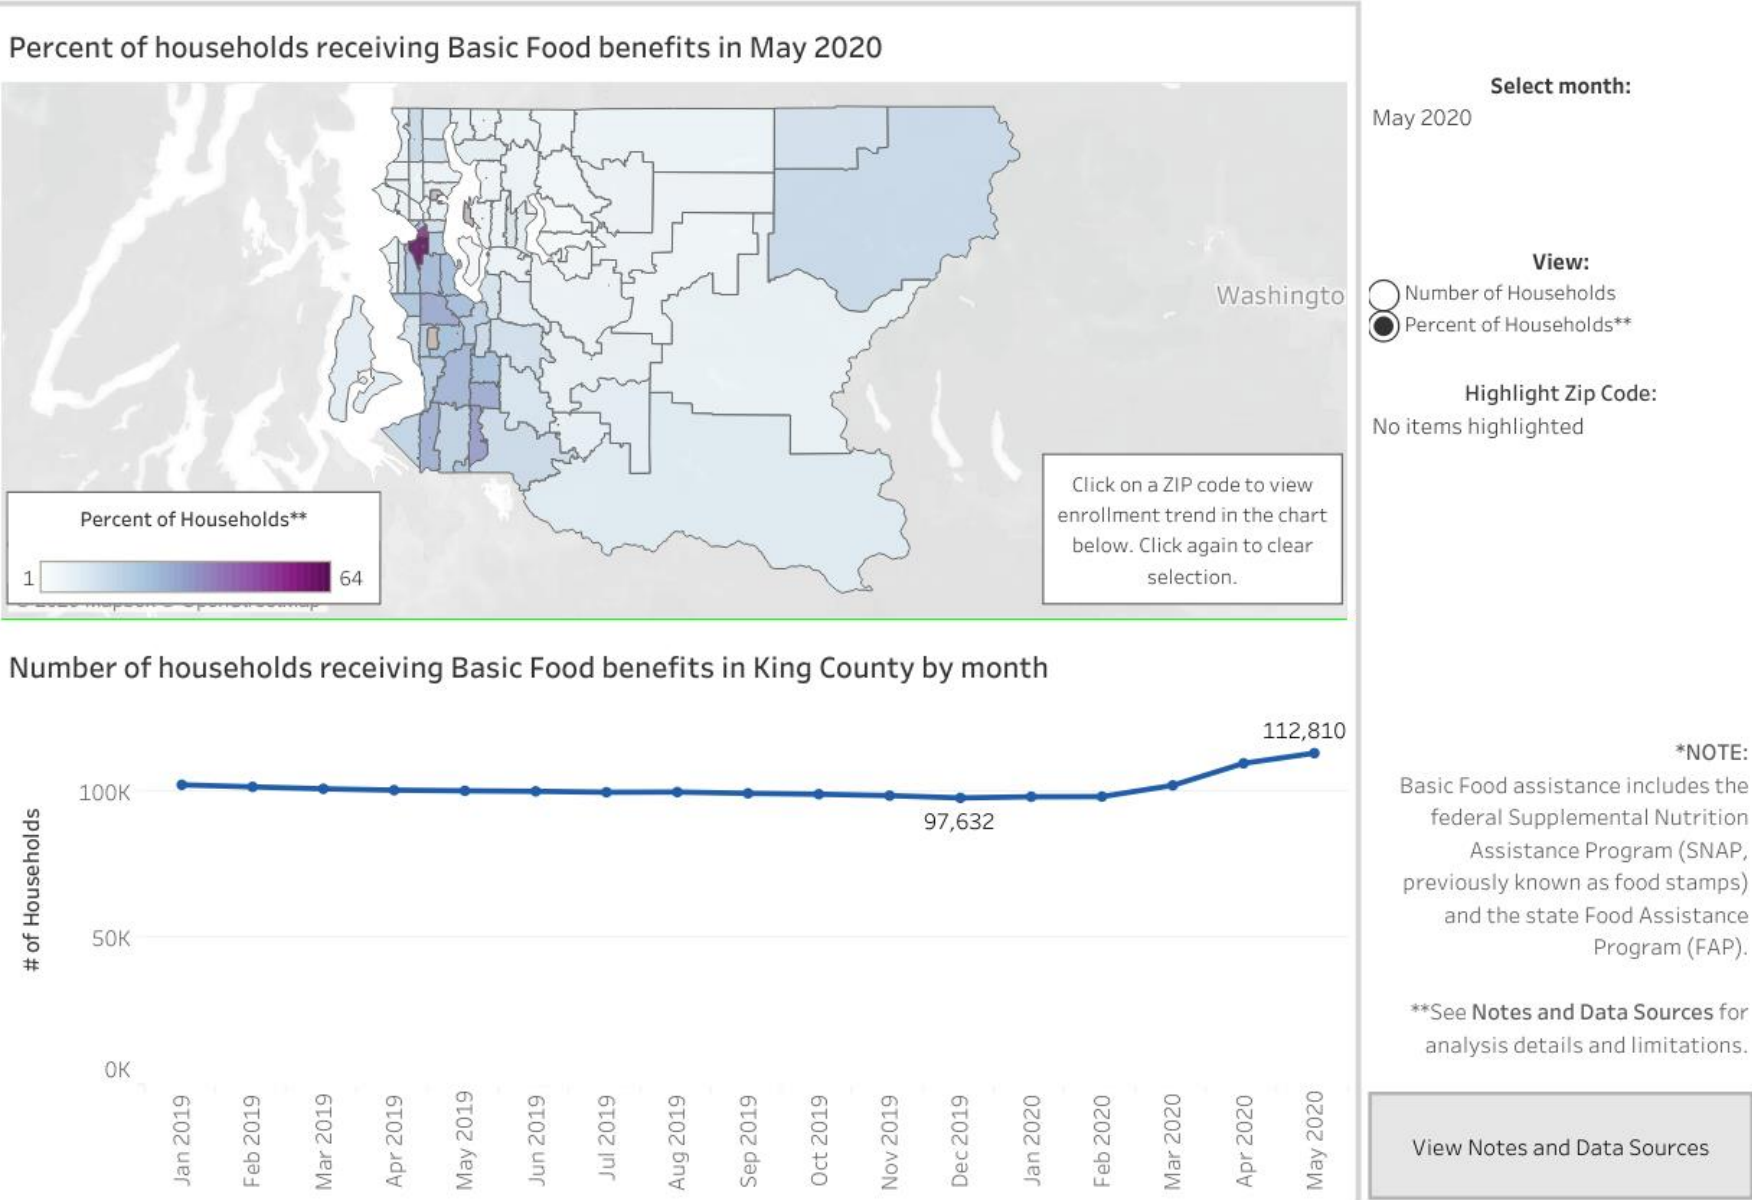 Percent of households receiving Basic Food benefits in May 2020
Washingto
Percent of Households**
1
64
Click on a ZIP code to view
enrollment trend in the chart
below. Click again to clear
selection.
Select month:
May 2020
View:
Number of Households
Percent of Households**
Highlight Zip Code:
No items highlighted
Number of households receiving Basic Food benefits in King County by month
# of Households
100K
50K
0K
97,632
112,810
Jan 2019
Feb 2019
Mar 2019
Apr 2019
May 2019
Jun 2019
Jul 2019
Aug 2019
Sep 2019
Oct 2019
Nov 2019
Dec 2019
Jan 2020
Feb 2020
Mar 2020
Apr 2020
May 2020
*NOTE:
Basic Food assistance includes the
federal Supplemental Nutrition
Assistance Program (SNAP,
previously known as food stamps)
and the state Food Assistance
Program (FAP).
**See Notes and Data Sources for
analysis details and limitations.
View Notes and Data Sources